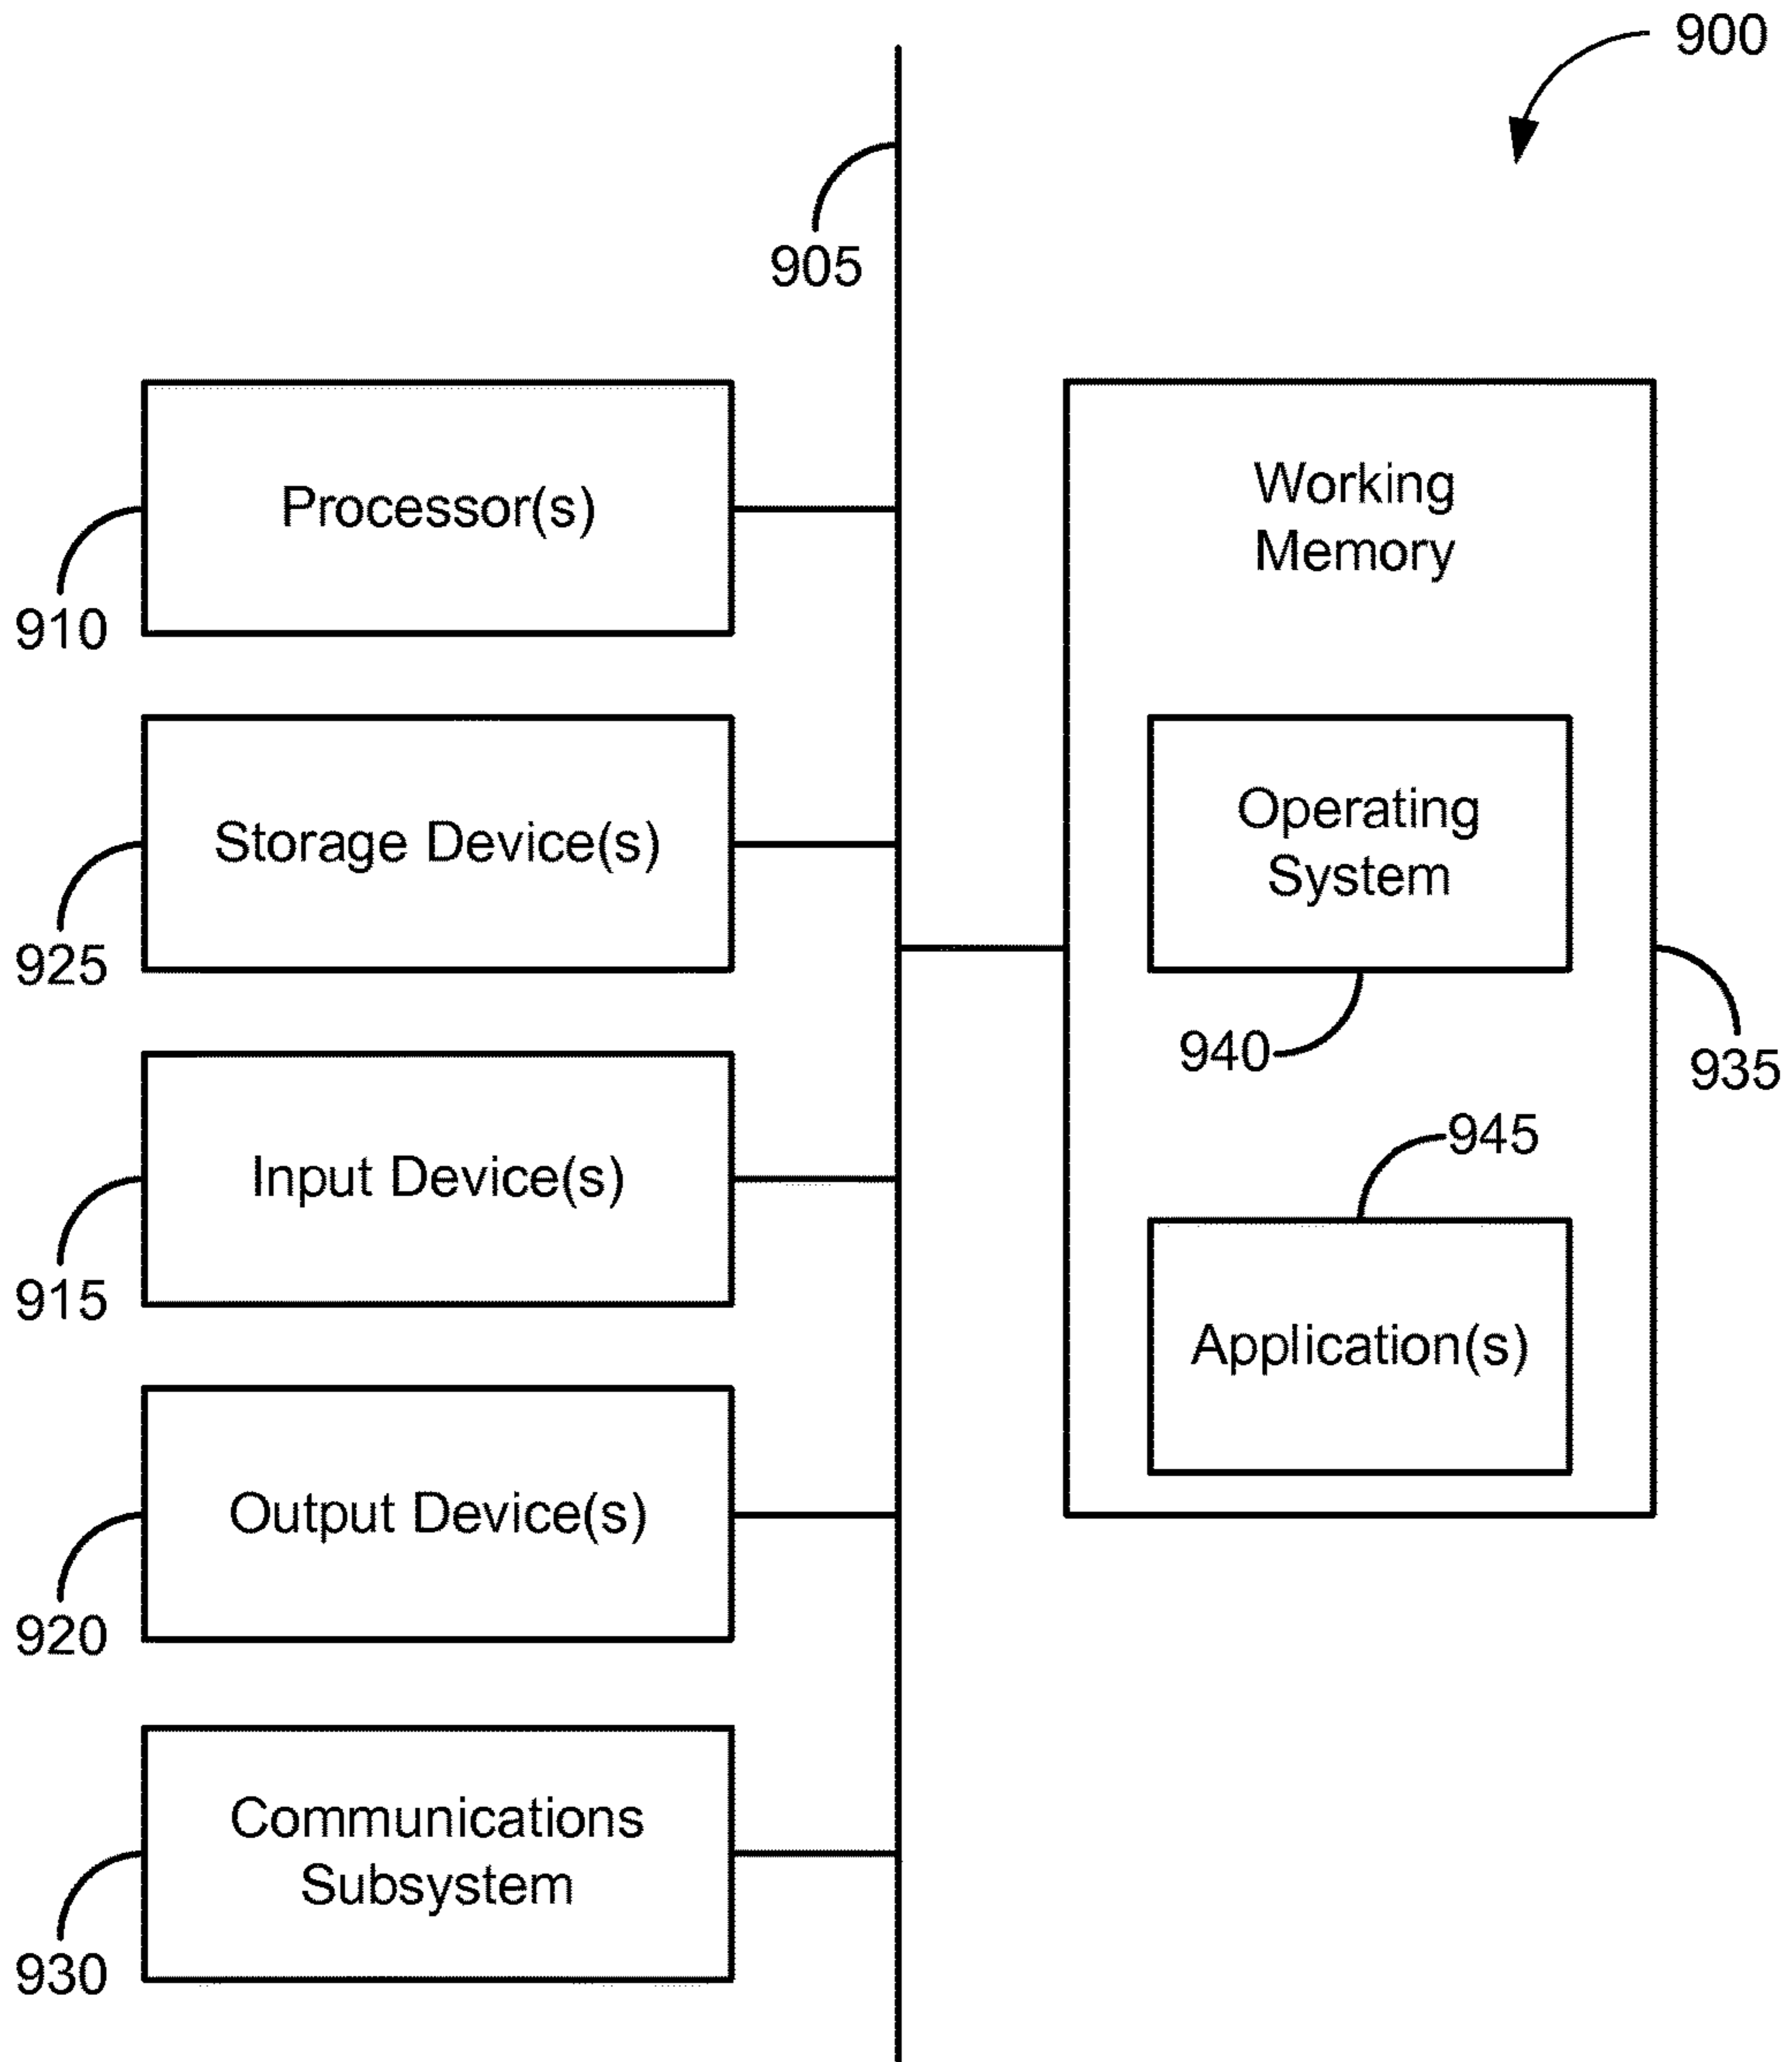 900
905
Processor(s)
910
Storage Device(s)
925
Input Device(s)
915
Output Device(s)
920
Communications
Subsystem
930
Working
Memory
Operating
System
940
935
945
Application(s)